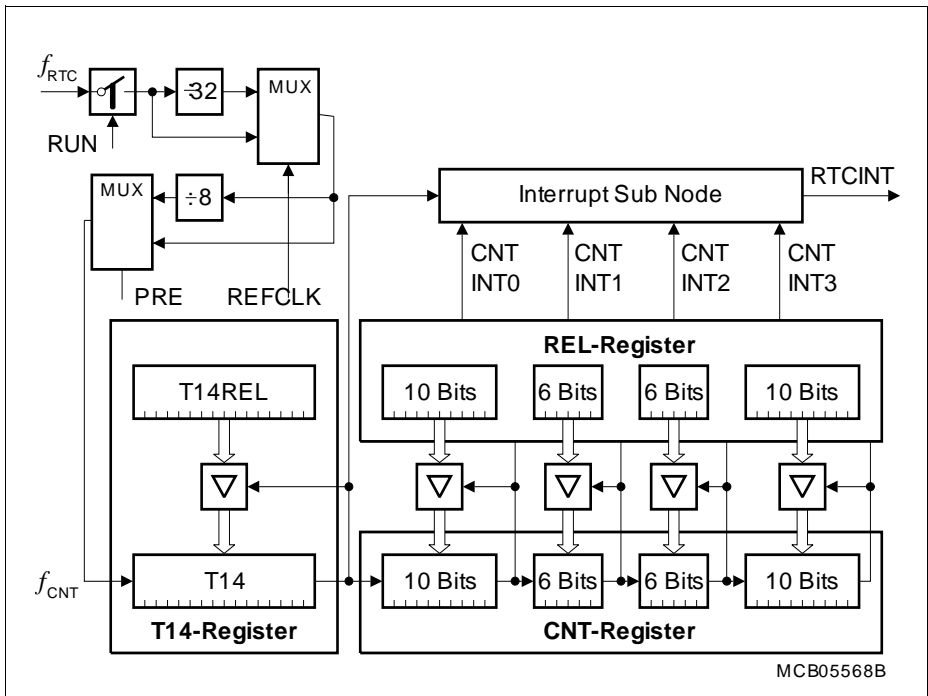 fRTC
÷32
MUX
RUN
MUX
÷8
Interrupt Sub Node
RTCINT
PRE
REFCLK
CNT
INT0
CNT
INT1
CNT
INT2
CNT
INT3
REL-Register
T14REL
10 Bits
6 Bits
6 Bits
10 Bits
fCNT
T14
10 Bits
6 Bits
6 Bits
10 Bits
T14-Register
CNT-Register
MCB05568B